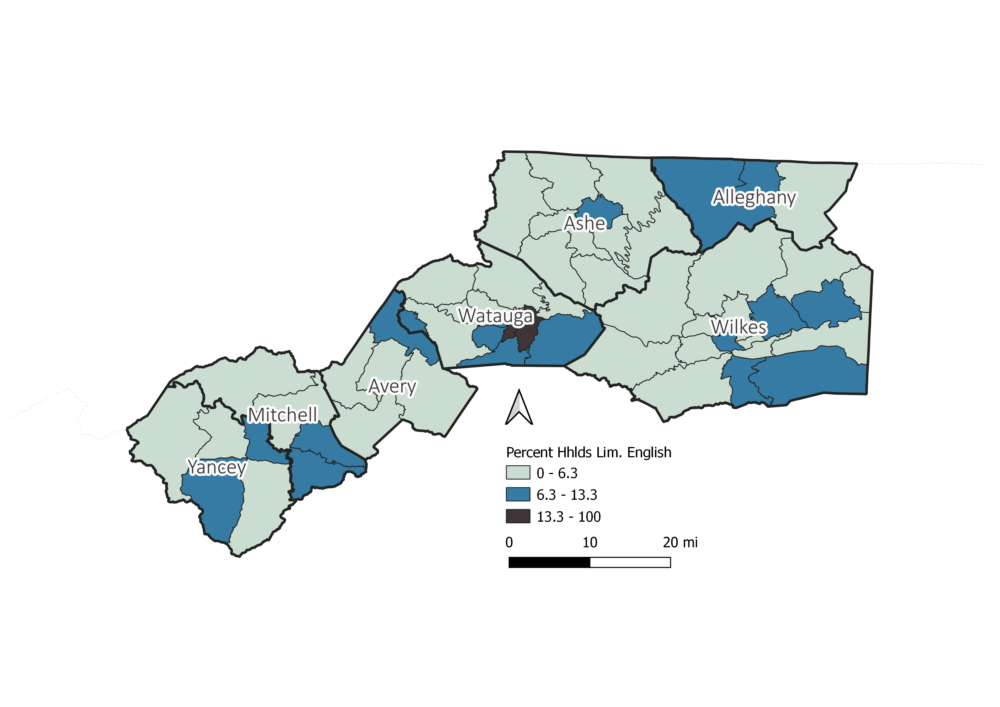 Alleghany
Ashe
Watauga
Wilkes
Avery
Mitchell
Yancey
Percent Hhlds Lim. English
0 - 6.3
6.3 - 13.3
13.3 - 100
0 10 20 mi